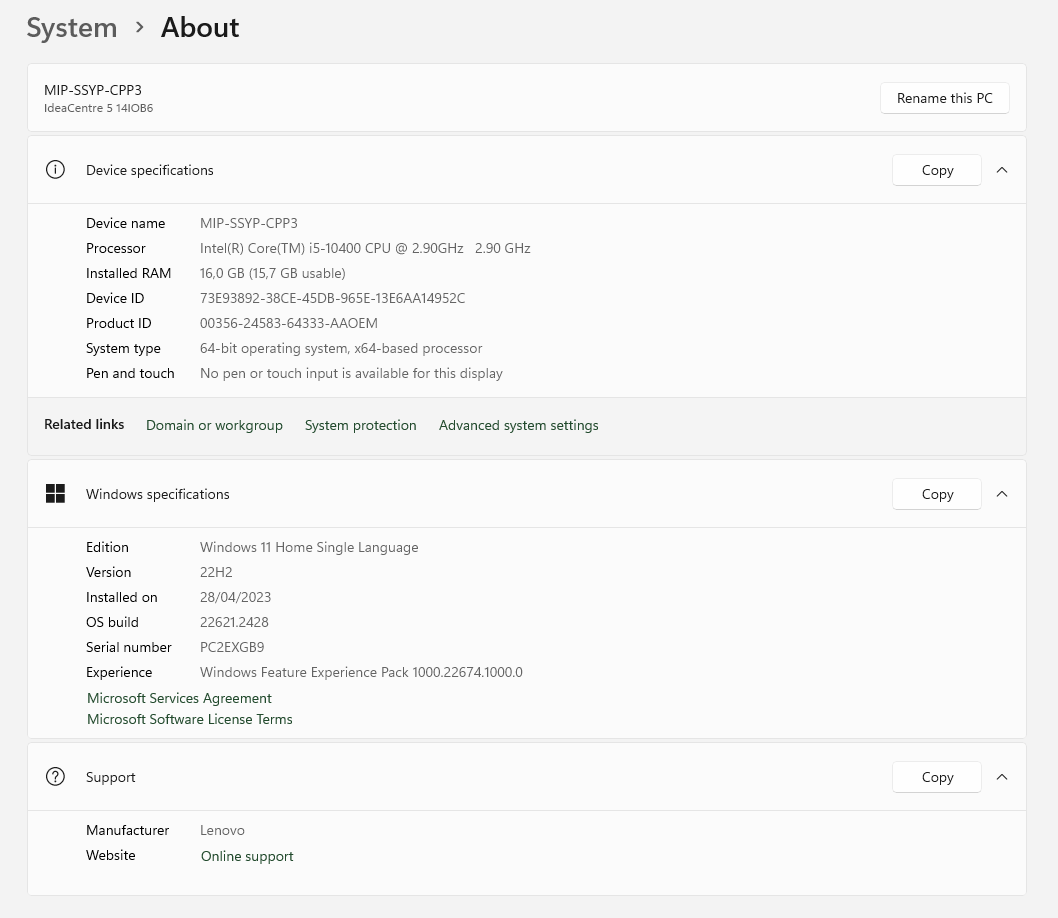 System > About
MIP-SSYP-CPP3
IdeaCentre 5 14IOB6
Rename this PC
Device specifications
Copy
Device name MIP-SSYP-CPP3
Processor Intel(R) Core(TM) i5-10400 CPU @ 2.90GHz 2.90 GHz
Installed RAM 16,0 GB (15,7 GB usable)
Device ID 73E93892-38CE-45DB-965E-13E6AA14952C
Product ID 00356-24583-64333-AAOEM
System type 64-bit operating system, x64-based processor
Pen and touch No pen or touch input is available for this display
Related links Domain or workgroup System protection Advanced system settings
Windows specifications
Copy
Edition Windows 11 Home Single Language
Version 22H2
Installed on 28/04/2023
OS build 22621.2428
Serial number PC2EXGB9
Experience Windows Feature Experience Pack 1000.22674.1000.0
Microsoft Services Agreement
Microsoft Software License Terms
Support
Copy
Manufacturer Lenovo
Website Online support